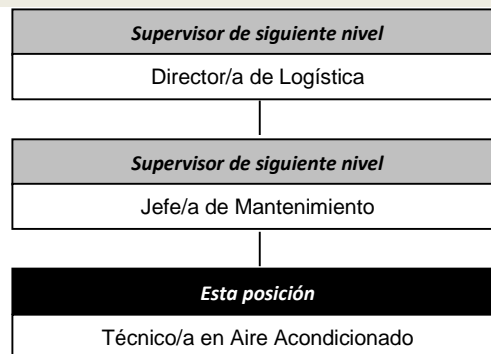 Supervisor de siguiente nivel
Director/a de Logística
Supervisor de siguiente nivel
Jefe/a de Mantenimiento
Esta posición
Técnico/a en Aire Acondicionado